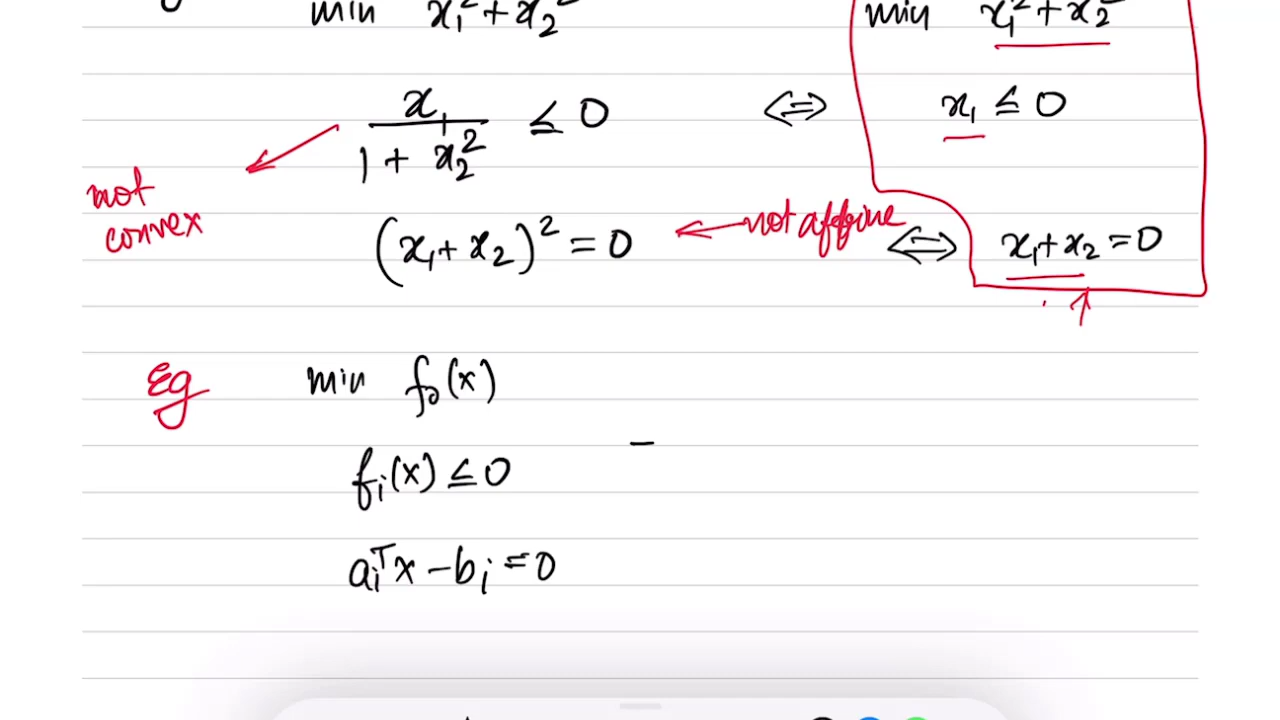 min x₁² + x₂² min x₁² + x₂²
x₁ / (1 + x₂²) ≤ 0 ⇔ x₁ ≤ 0
not convex
(x₁ + x₂)² = 0 ← not affine ⇔ x₁ + x₂ = 0
Eg min f₀(x)
fᵢ(x) ≤ 0
aᵢᵀx − bᵢ = 0